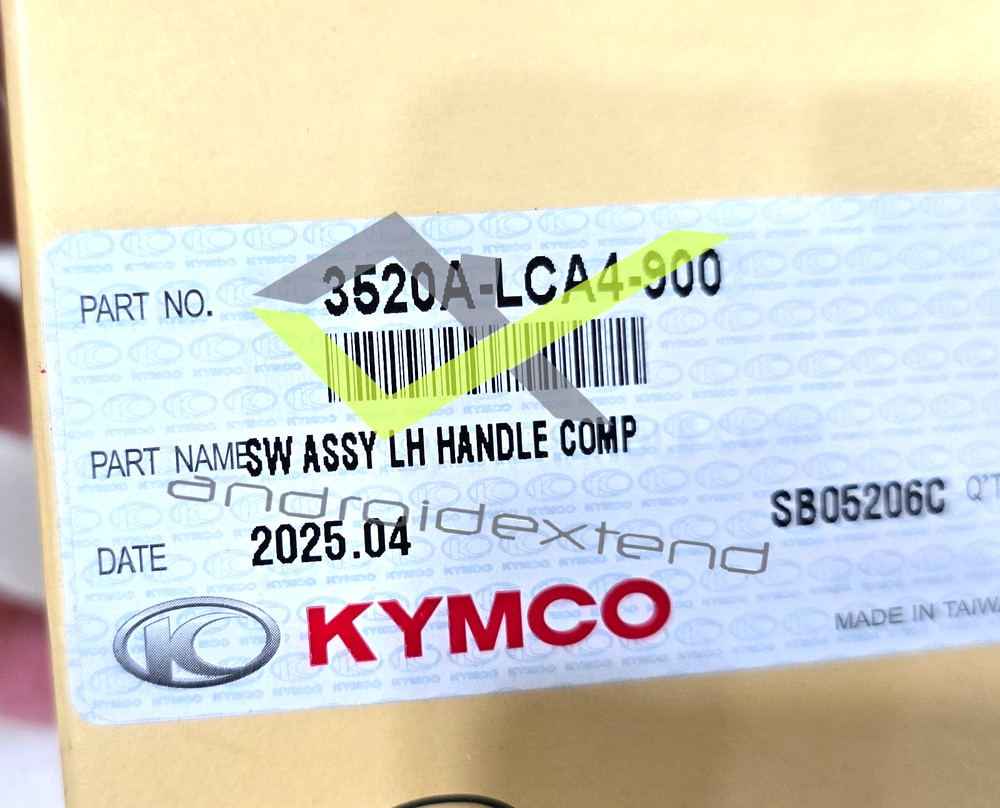 PART NO. 3520A-LCA4-900
PART NAME SW ASSY LH HANDLE COMP
androidextend
SB05206C Q'T
DATE 2025.04
KYMCO
MADE IN TAIWA